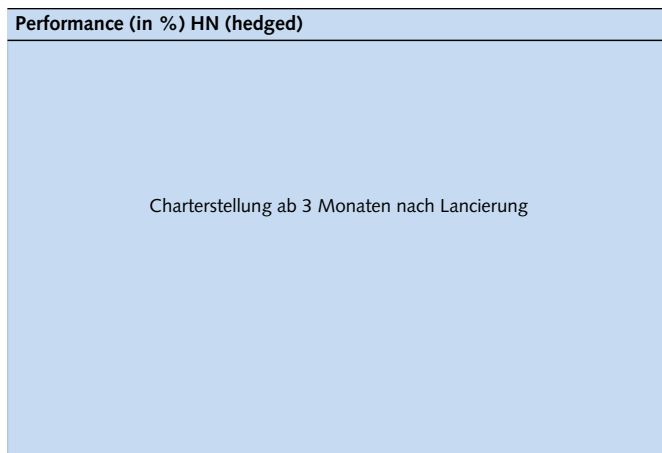 Performance (in %) HN (hedged)
Charterstellung ab 3 Monaten nach Lancierung